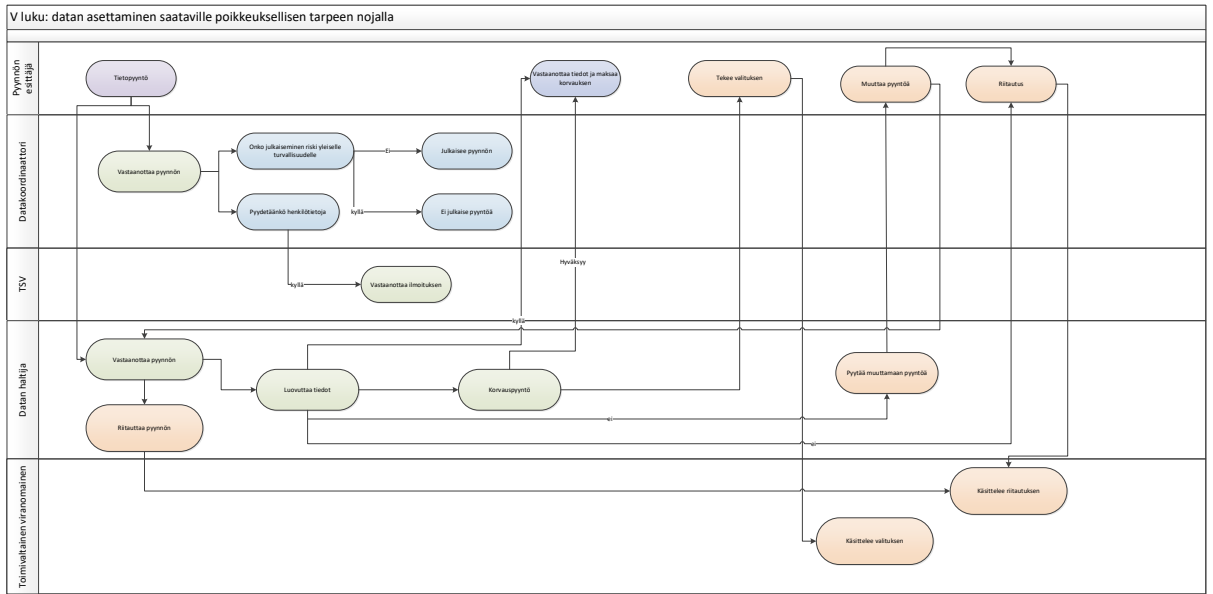 V luku: datan asettaminen saataville poikkeuksellisen tarpeen nojalla
Pyynnön
esittäjä
Tietopyyntö
Vastaanottaa tiedot ja maksaa
korvauksen
Tekee valituksen
Muuttaa pyyntöä
Riitautus
Datakoordinaattori
Vastaanottaa pyynnön
Onko julkaiseminen riski yleiselle
turvallisuudelle
Ei
Julkaisee pyynnön
Pyydetäänkö henkilötietoja
kyllä
Ei julkaise pyyntöä
TSV
Hyväksyy
kyllä
Vastaanottaa ilmoituksen
Datan haltija
kyllä
Vastaanottaa pyynnön
Luovuttaa tiedot
Korvauspyyntö
Pyytää muuttamaan pyyntöä
ei
Riitauttaa pyynnön
ei
Toimivaltainen viranomainen
Käsittelee riitautuksen
Käsittelee valituksen